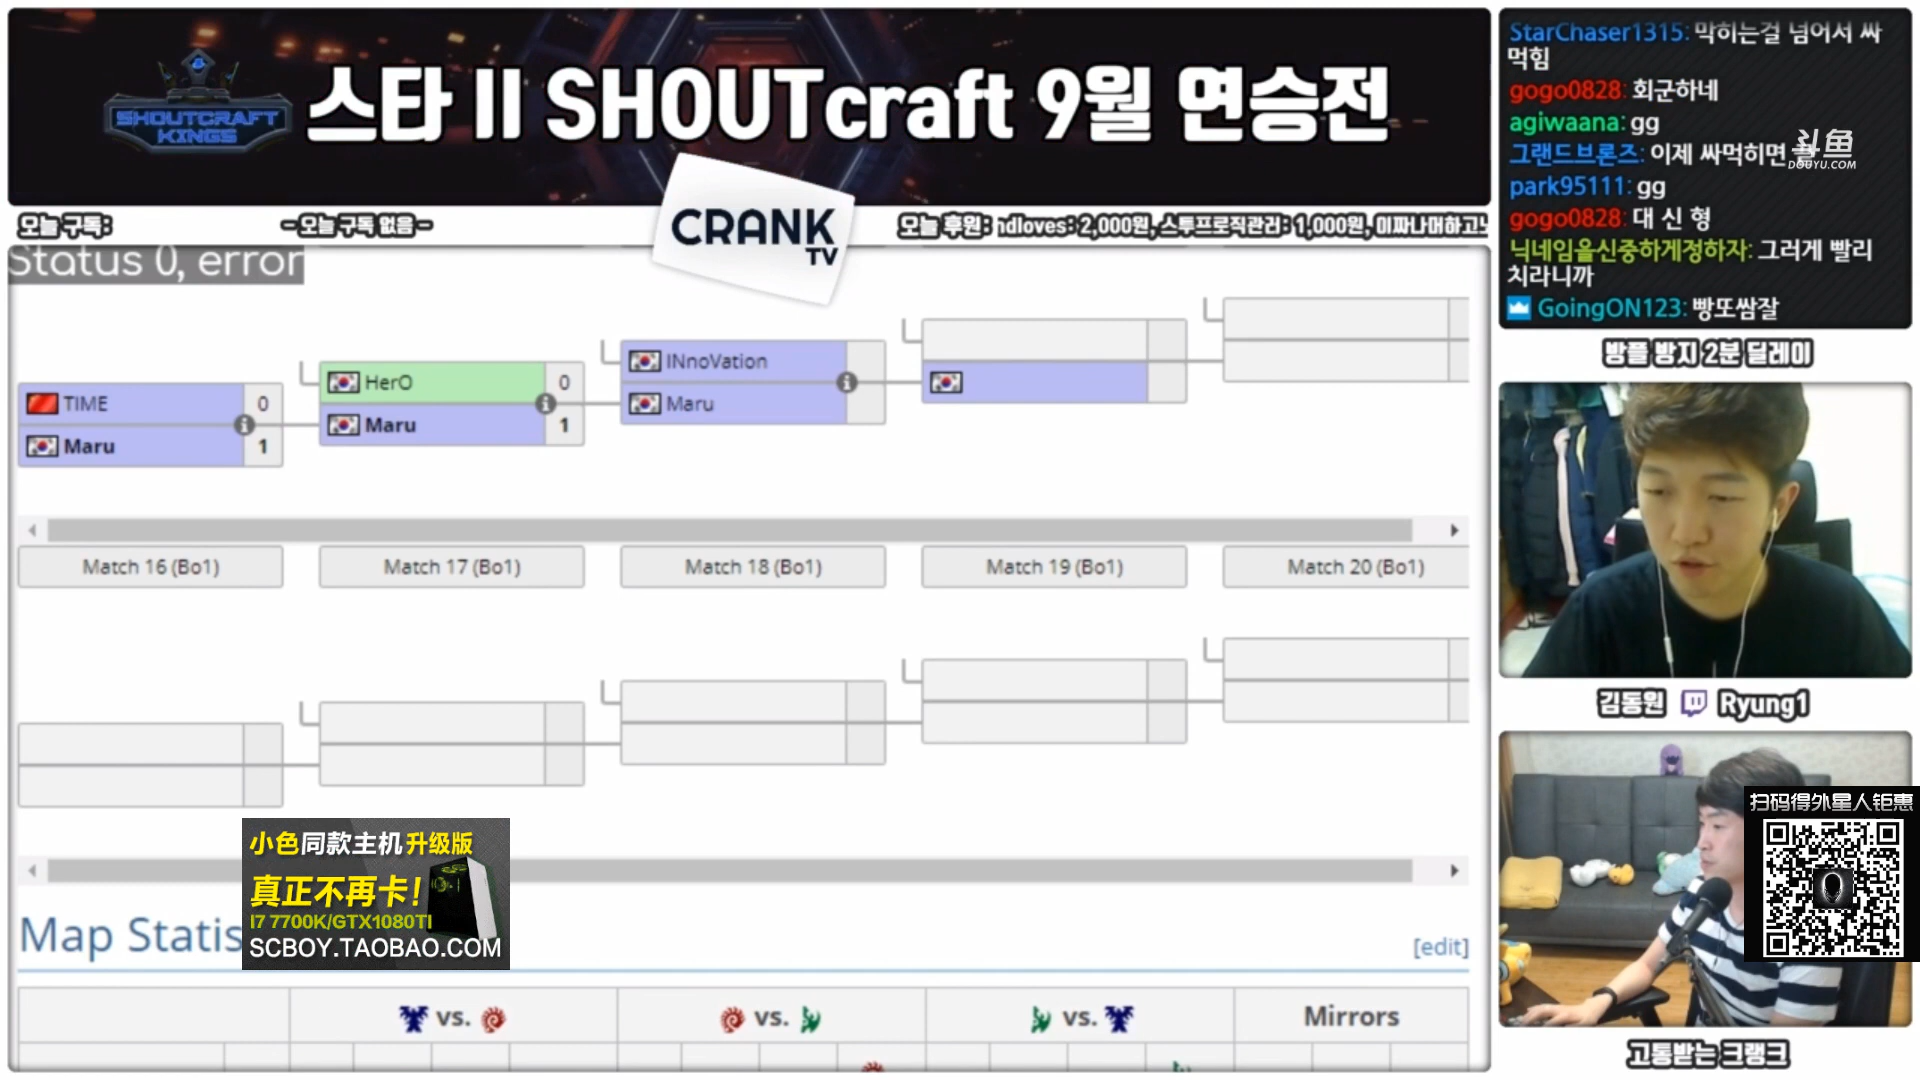 SHOUTCRAFT
KINGS
스타 II SHOUTcraft 9월 연승전
오늘 구독:
- 오늘 구독 없음 -
CRANK
TV
오늘 후원:
ndloves: 2,000원, 스투프로직관러: 1,000원, 이짜나머하고노
Status 0, error
TIME 0
Maru 1
HerO 0
Maru 1
INnoVation
Maru
Match 16 (Bo1)
Match 17 (Bo1)
Match 18 (Bo1)
Match 19 (Bo1)
Match 20 (Bo1)
小色同款主机升级版
真正不再卡!
I7 7700K/GTX1080TI
SCBOY.TAOBAO.COM
Map Statis
[edit]
vs.
vs.
vs.
Mirrors
StarChaser1315: 막히는걸 넘어서 싸
먹힘
gogo0828: 회군하네
agiwaana: gg
그랜드브론즈: 이제 싸먹히면
斗鱼
DOUYU.COM
park95111: gg
gogo0828: 대 신 형
닉네임을신중하게정하자: 그러게 빨리
치라니까
GoingON123: 빵또쌈잘
방플 방지 2분 딜레이
김동원 Ryung1
扫码得外星人钜惠
고통받는 크랭크